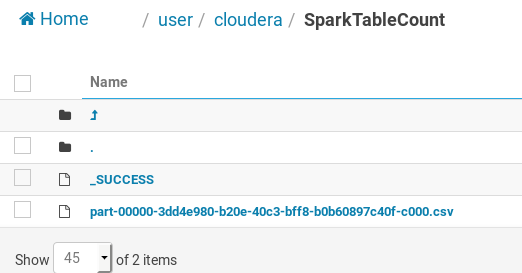 Home / user / cloudera / SparkTableCount
Name
.
_SUCCESS
part-00000-3dd4e980-b20e-40c3-bff8-b0b60897c40f-c000.csv
Show 45 of 2 items